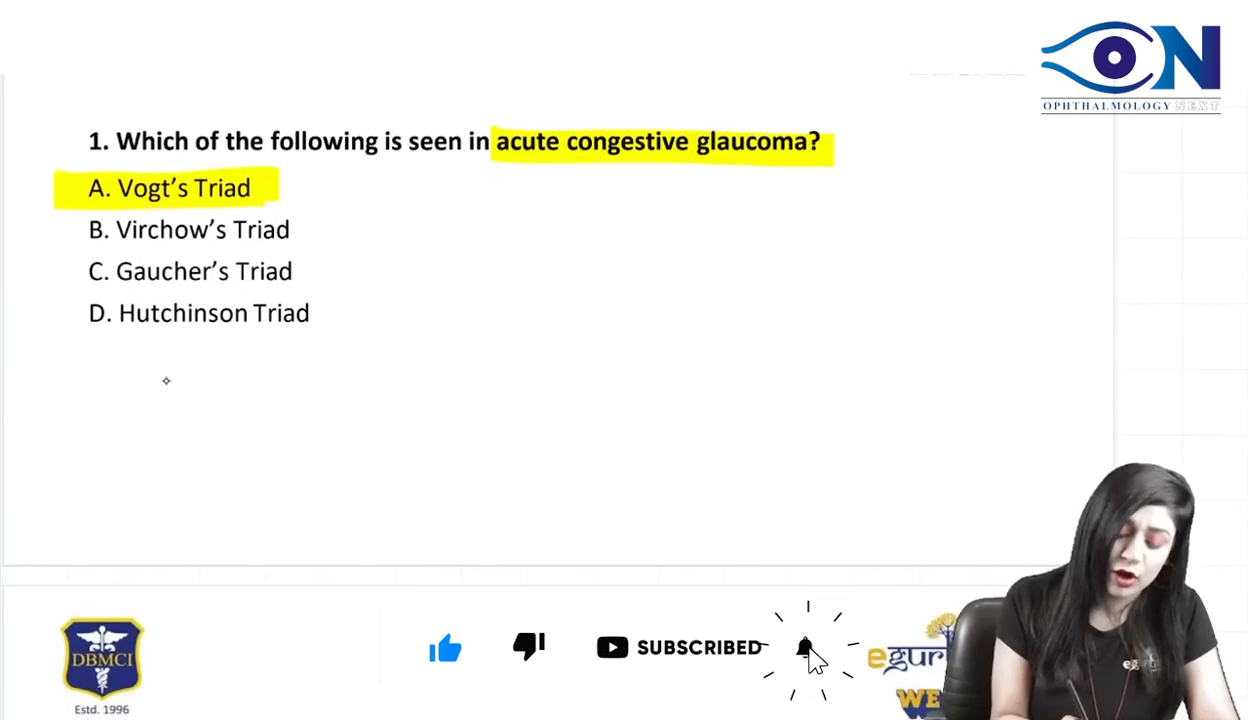 ON
OPHTHALMOLOGY NEXT
1. Which of the following is seen in acute congestive glaucoma?
A. Vogt’s Triad
B. Virchow’s Triad
C. Gaucher’s Triad
D. Hutchinson Triad
DBMCI
Estd. 1996
SUBSCRIBED
egur
WE